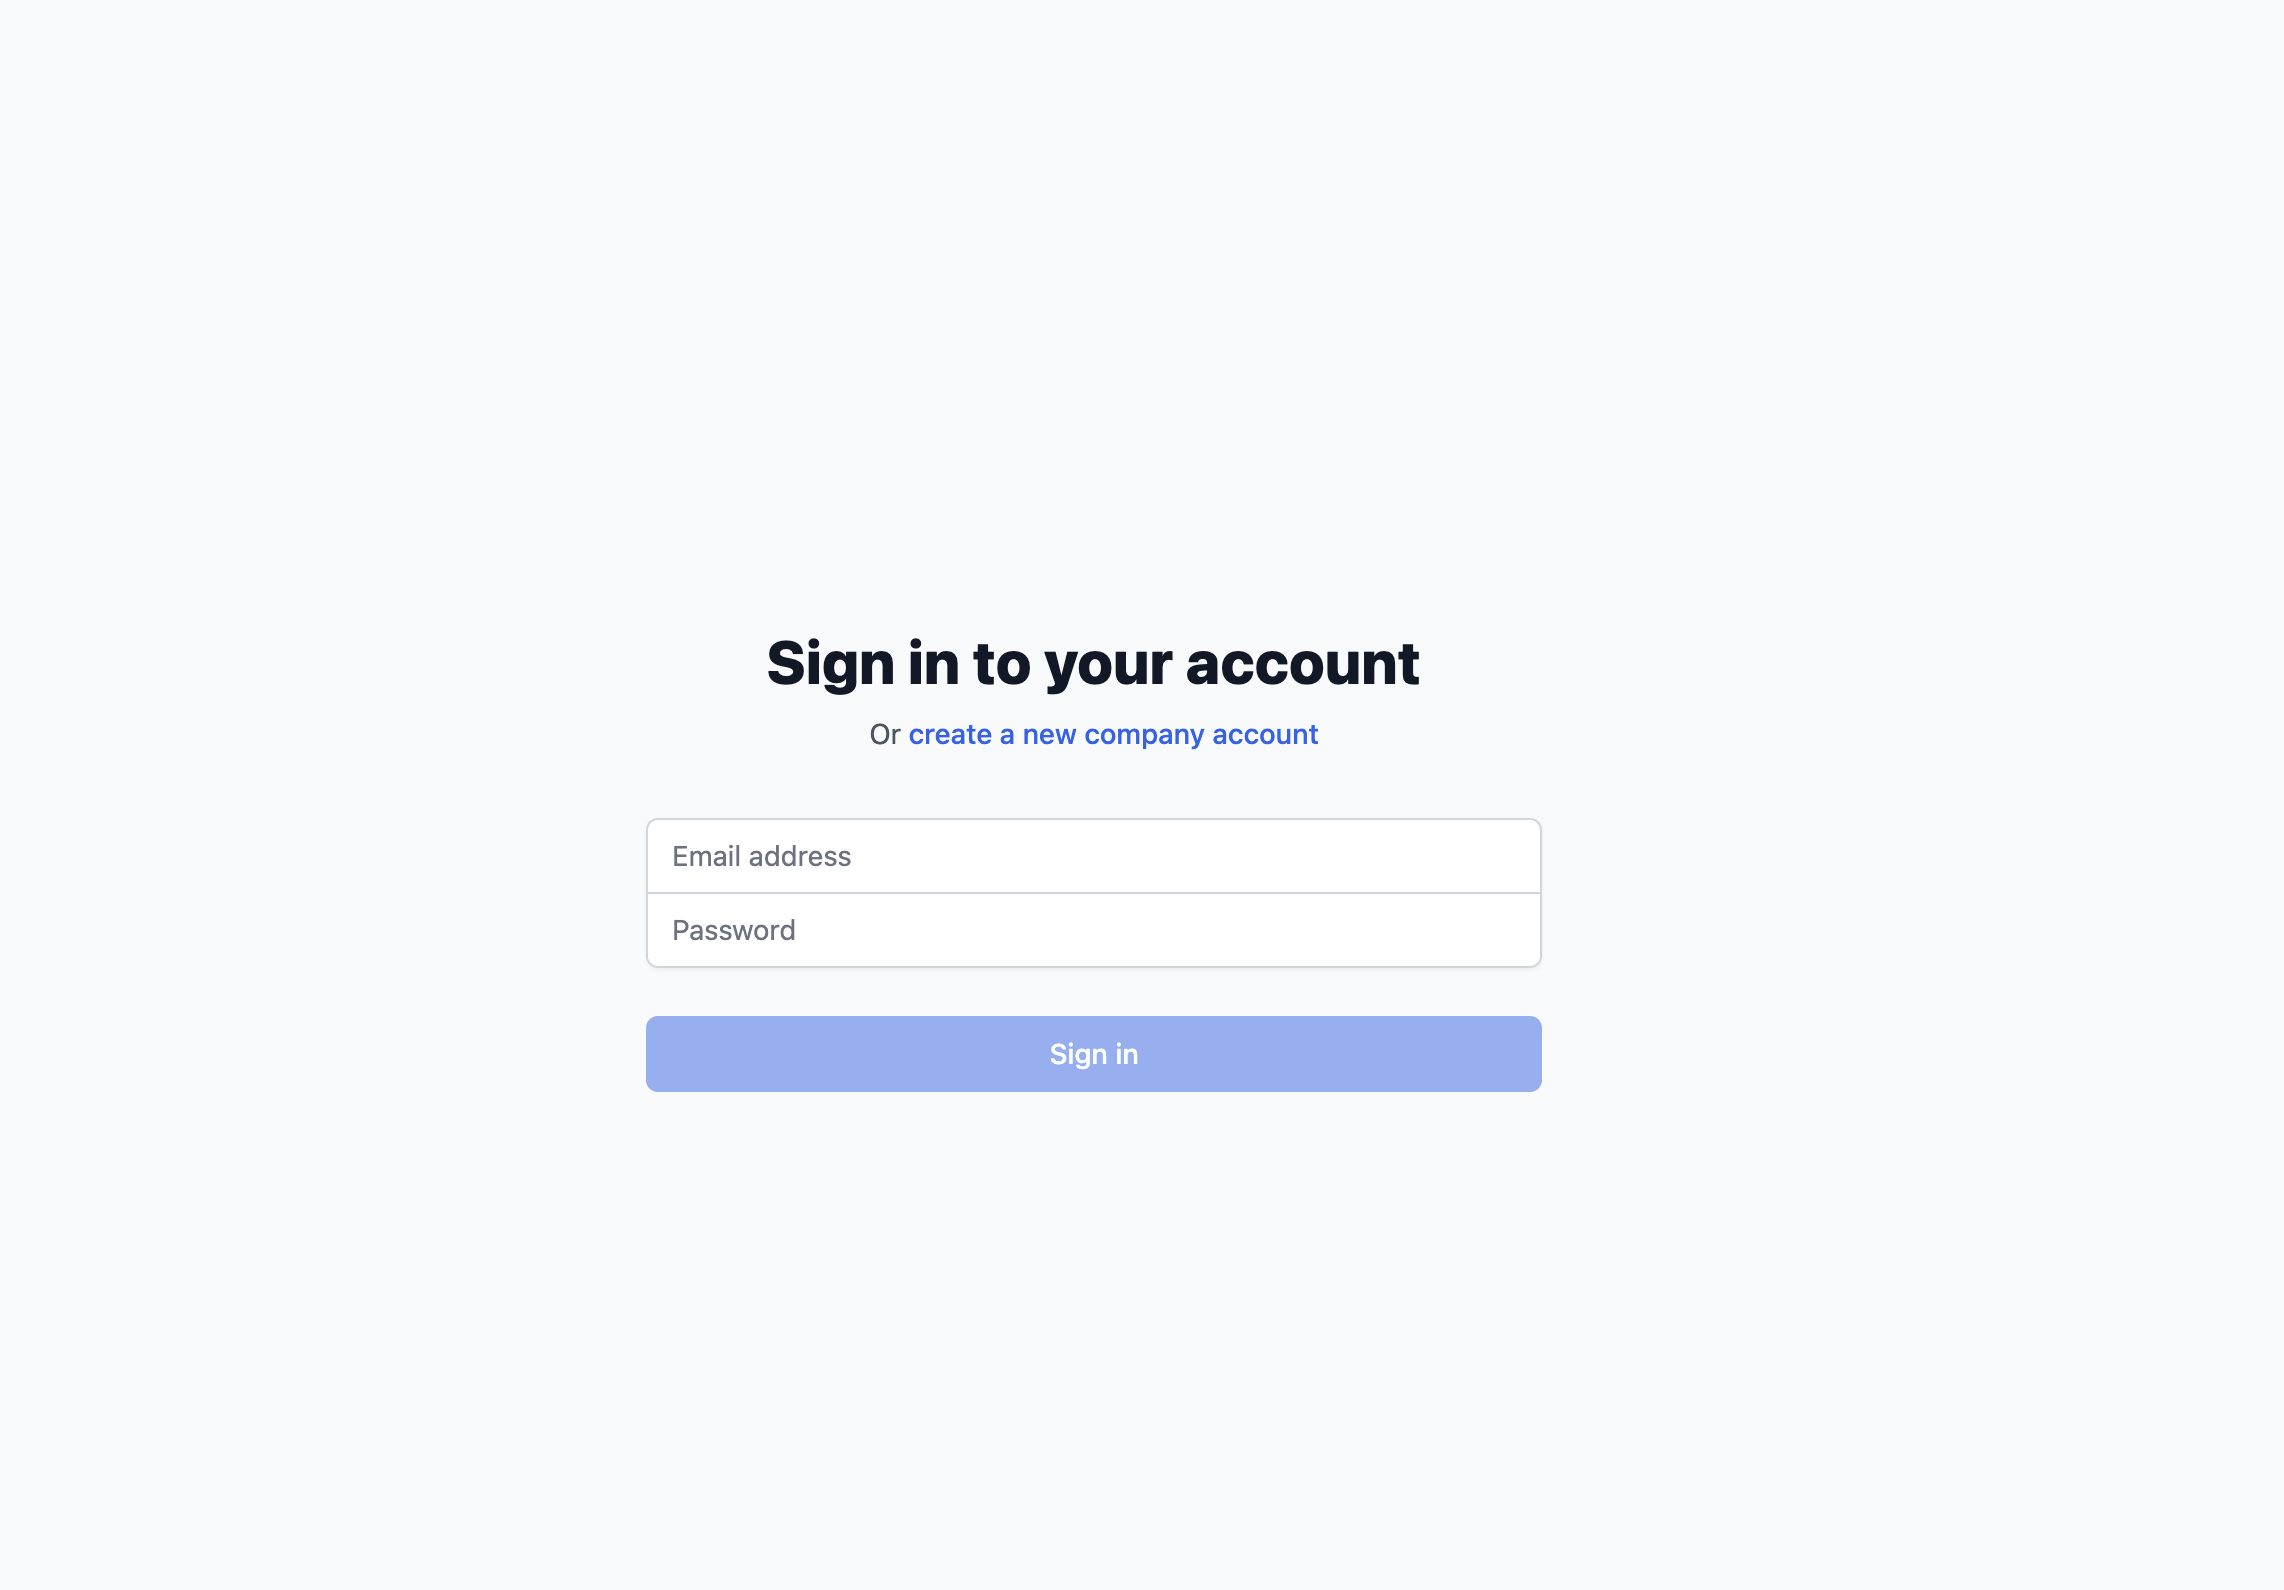 Sign in to your account
Or create a new company account
Email address
Password
Sign in